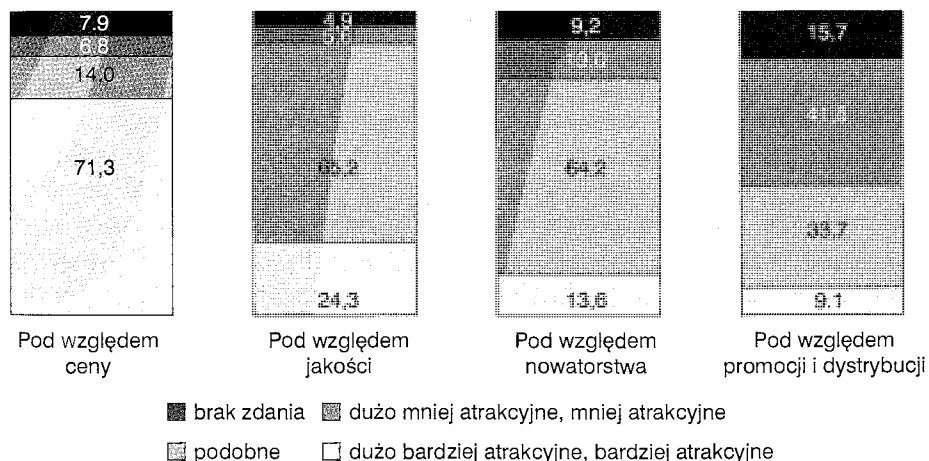 7.9
6,8
14,0
71,3
4,9
65,2
24,3
9,2
64,2
13,6
15,7
33,7
9,1
Pod względem
ceny
Pod względem
jakości
Pod względem
nowatorstwa
Pod względem
promocji i dystrybucji
brak zdania
dużo mniej atrakcyjne, mniej atrakcyjne
podobne
dużo bardziej atrakcyjne, bardziej atrakcyjne